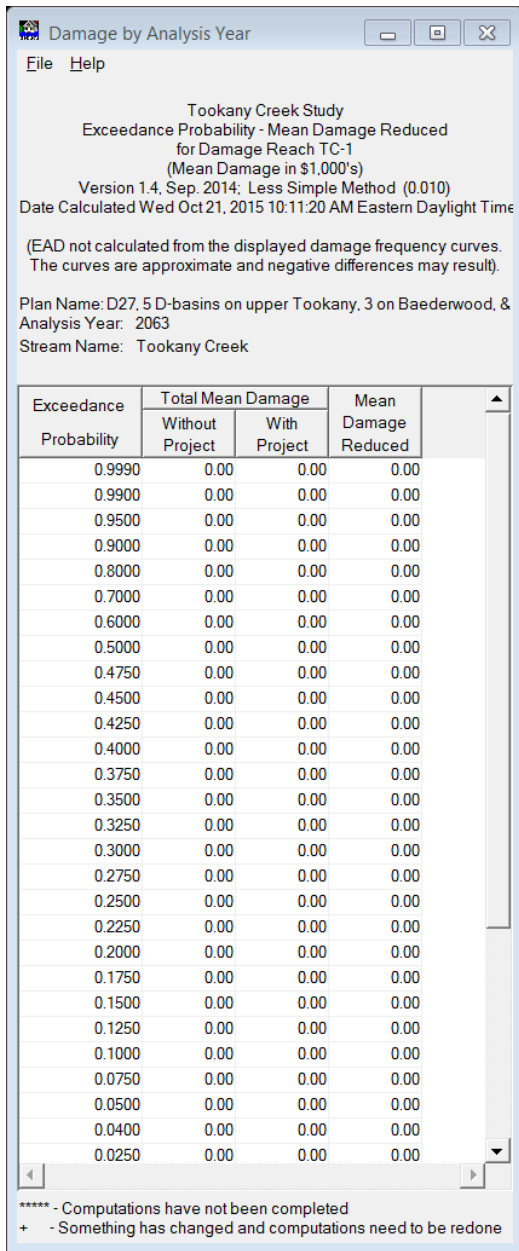 Damage by Analysis Year
File Help
Tookany Creek Study
Exceedance Probability - Mean Damage Reduced
for Damage Reach TC-1
(Mean Damage in $1,000's)
Version 1.4, Sep. 2014; Less Simple Method (0.010)
Date Calculated Wed Oct 21, 2015 10:11:20 AM Eastern Daylight Time
(EAD not calculated from the displayed damage frequency curves.
The curves are approximate and negative differences may result).
Plan Name: D27, 5 D-basins on upper Tookany, 3 on Baederwood, &
Analysis Year: 2063
Stream Name: Tookany Creek
Exceedance Probability
Total Mean Damage
Without Project
With Project
Mean Damage Reduced
0.9990 0.00 0.00 0.00
0.9900 0.00 0.00 0.00
0.9500 0.00 0.00 0.00
0.9000 0.00 0.00 0.00
0.8000 0.00 0.00 0.00
0.7000 0.00 0.00 0.00
0.6000 0.00 0.00 0.00
0.5000 0.00 0.00 0.00
0.4750 0.00 0.00 0.00
0.4500 0.00 0.00 0.00
0.4250 0.00 0.00 0.00
0.4000 0.00 0.00 0.00
0.3750 0.00 0.00 0.00
0.3500 0.00 0.00 0.00
0.3250 0.00 0.00 0.00
0.3000 0.00 0.00 0.00
0.2750 0.00 0.00 0.00
0.2500 0.00 0.00 0.00
0.2250 0.00 0.00 0.00
0.2000 0.00 0.00 0.00
0.1750 0.00 0.00 0.00
0.1500 0.00 0.00 0.00
0.1250 0.00 0.00 0.00
0.1000 0.00 0.00 0.00
0.0750 0.00 0.00 0.00
0.0500 0.00 0.00 0.00
0.0400 0.00 0.00 0.00
0.0250 0.00 0.00 0.00
***** - Computations have not been completed
+ - Something has changed and computations need to be redone